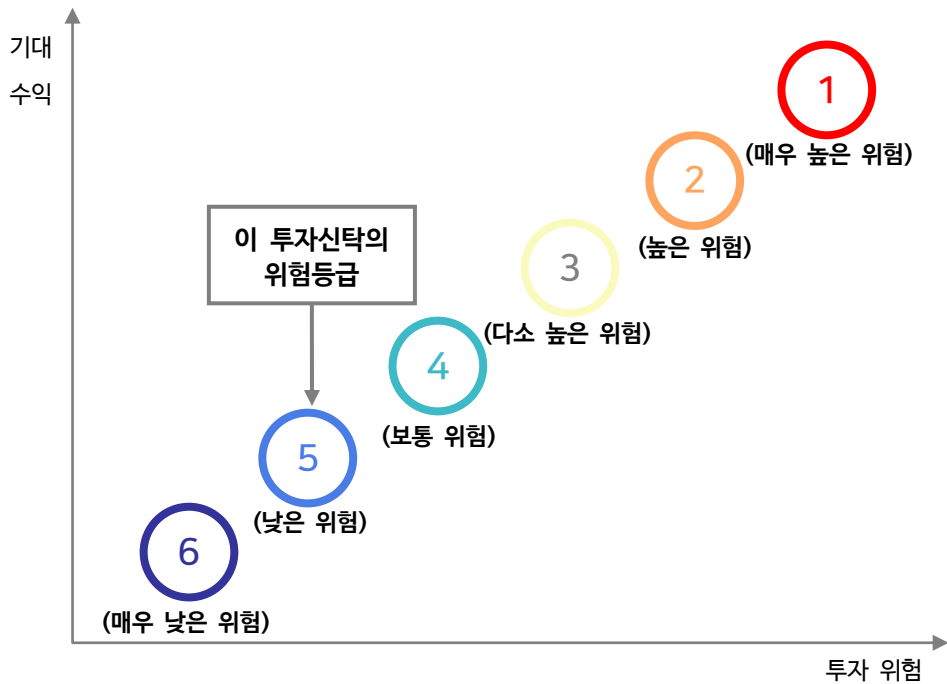 기대
수익
1
(매우 높은 위험)
2
(높은 위험)
이 투자신탁의
위험등급
3
(다소 높은 위험)
4
(보통 위험)
5
(낮은 위험)
6
(매우 낮은 위험)
투자 위험